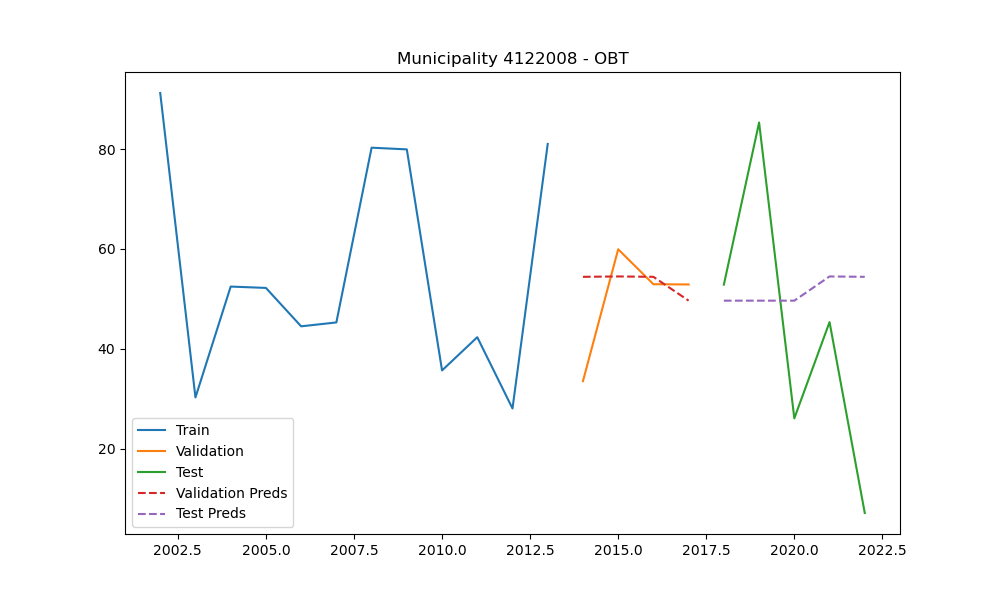 Municipality 4122008 - OBT
80
60
40
20
Train
Validation
Test
Validation Preds
Test Preds
2002.5 2005.0 2007.5 2010.0 2012.5 2015.0 2017.5 2020.0 2022.5